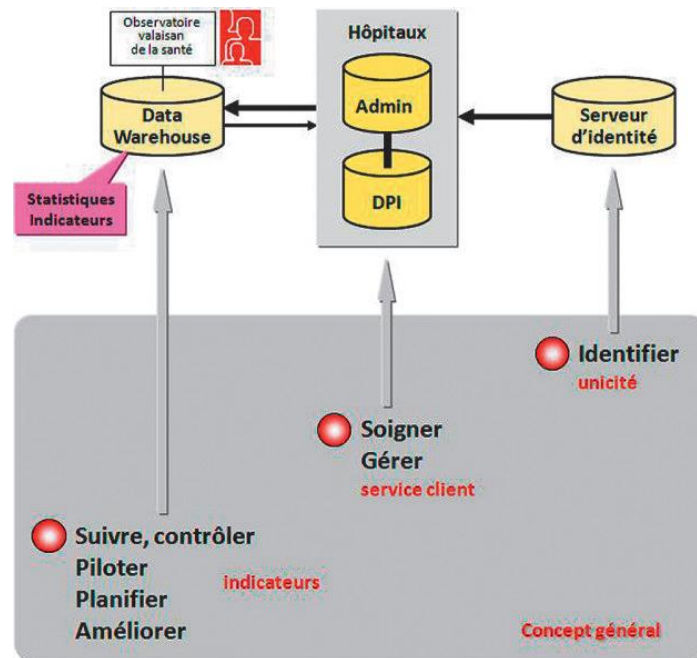 Observatoire
valaisan
de la santé
Hôpitaux
Admin
DPI
Data
Warehouse
Serveur
d'identité
Statistiques
Indicateurs
Identifier
unicité
Soigner
Gérer
service client
Suivre, contrôler
Piloter
Planifier
Améliorer
indicateurs
Concept général